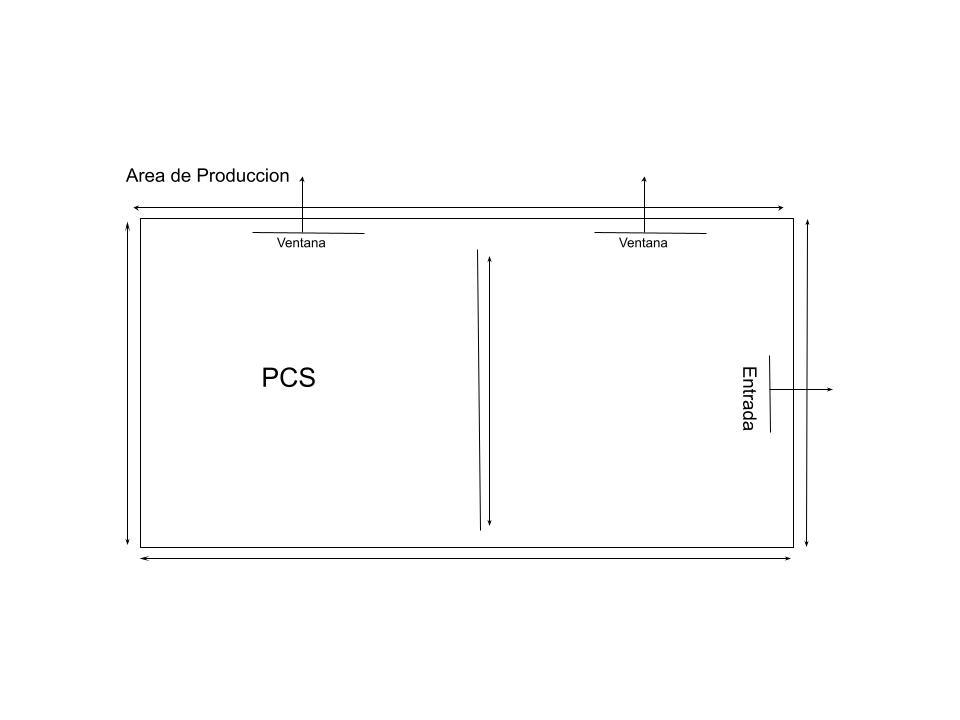 Area de Produccion
Ventana
Ventana
PCS
Entrada